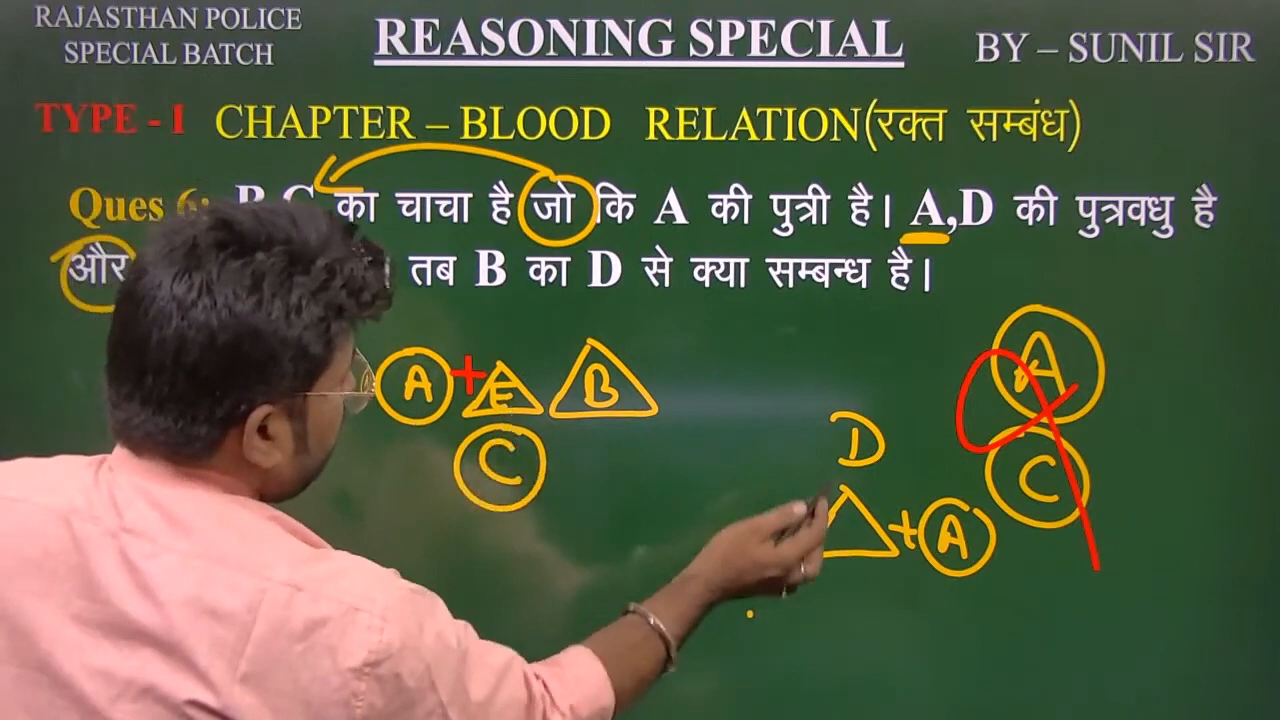 RAJASTHAN POLICE
SPECIAL BATCH
REASONING SPECIAL
BY – SUNIL SIR
TYPE - I CHAPTER – BLOOD RELATION(रक्त सम्बंध)
Ques 6: B,C का चाचा है जो कि A की पुत्री है। A,D की पुत्रवधु है
और तब B का D से क्या सम्बन्ध है।
A + E B
C
D
+ A
A
C